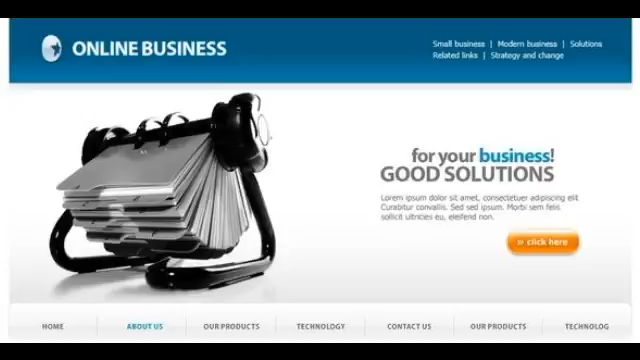 ONLINE BUSINESS
Small business | Modern business | Solutions
Related links | Strategy and change
for your business!
GOOD SOLUTIONS
Lorem ipsum dolor sit amet, consectetuer adipiscing elit
Curabitur convallis. Sed sed ipsum. Morbi sem felis
sollicit ultricies eu, eleifend non.
» click here
HOME
ABOUT US
OUR PRODUCTS
TECHNOLOGY
CONTACT US
OUR PRODUCTS
TECHNOLOG